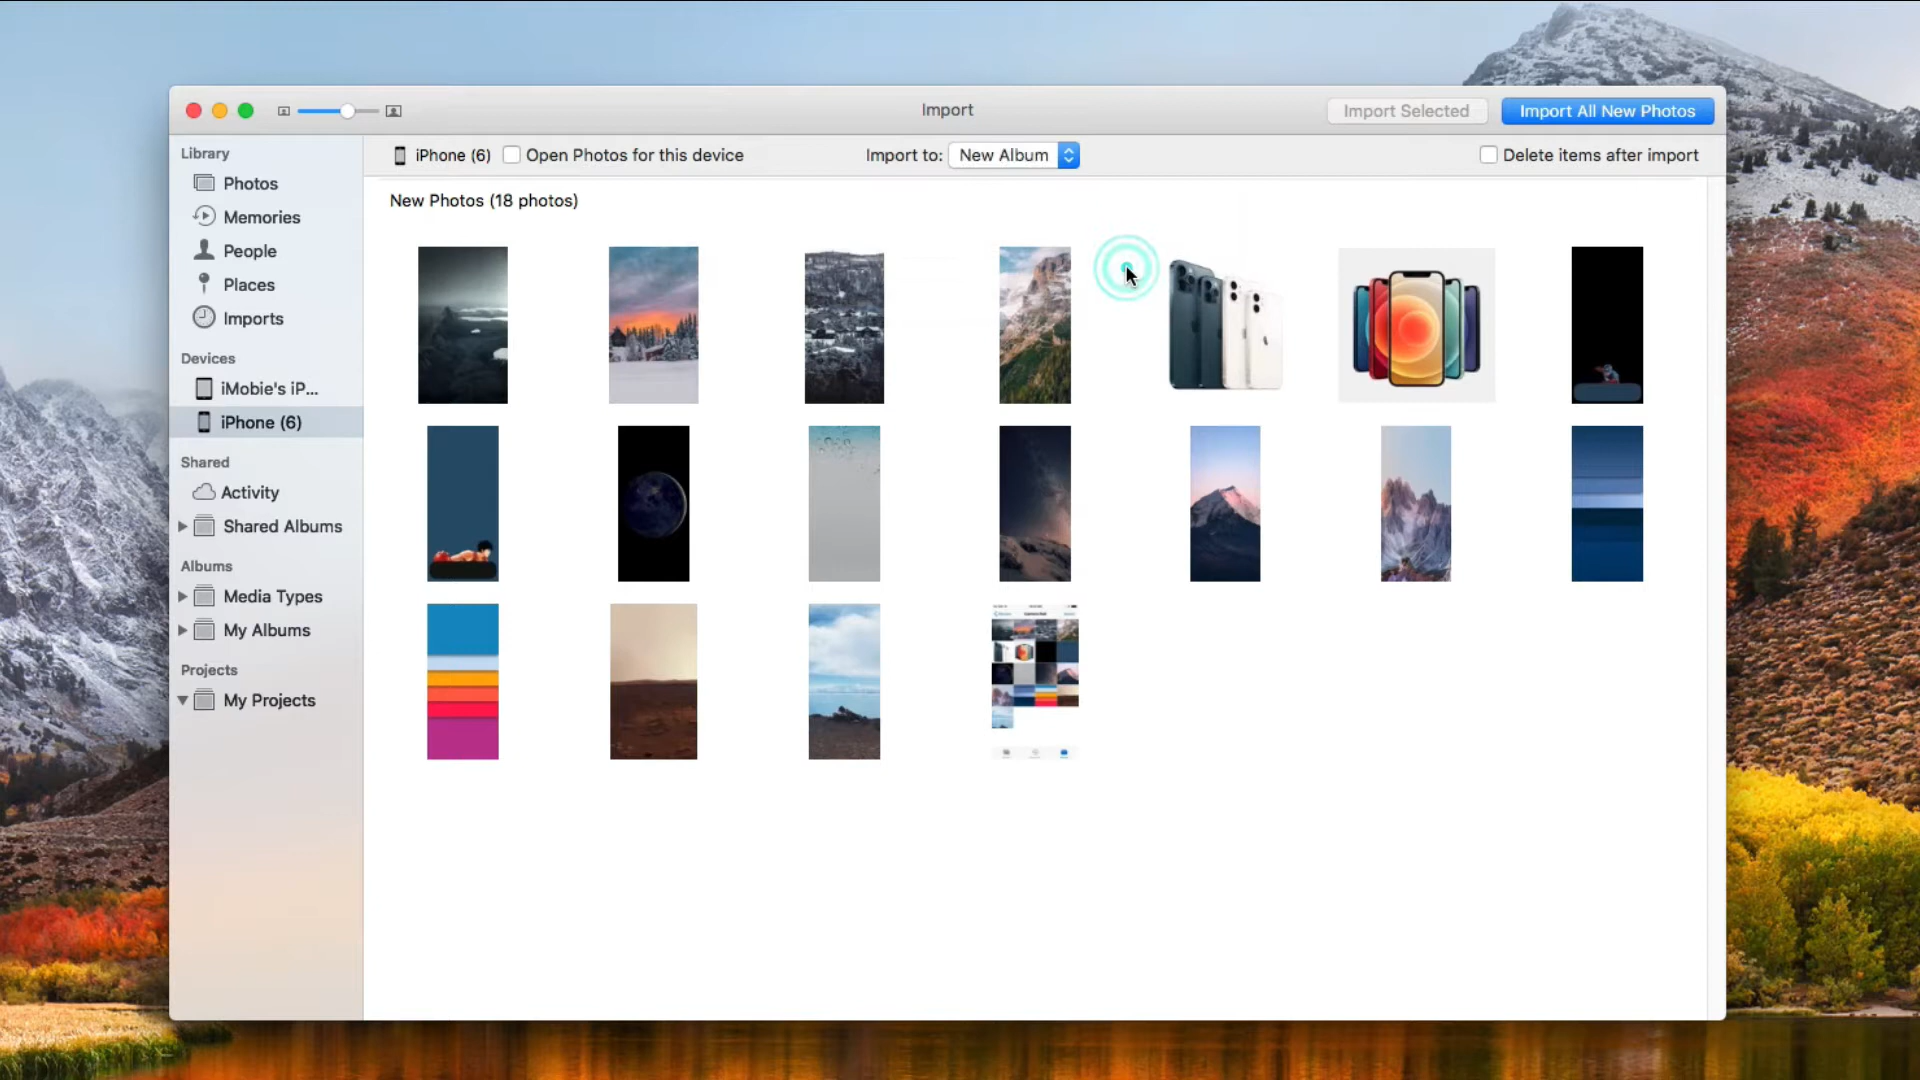 Import
Import Selected
Import All New Photos
Library
iPhone (6)
Open Photos for this device
Import to:
New Album
Delete items after import
Photos
New Photos (18 photos)
Memories
People
Places
Imports
Devices
iMobie's iP...
iPhone (6)
Shared
Activity
Shared Albums
Albums
Media Types
My Albums
Projects
My Projects